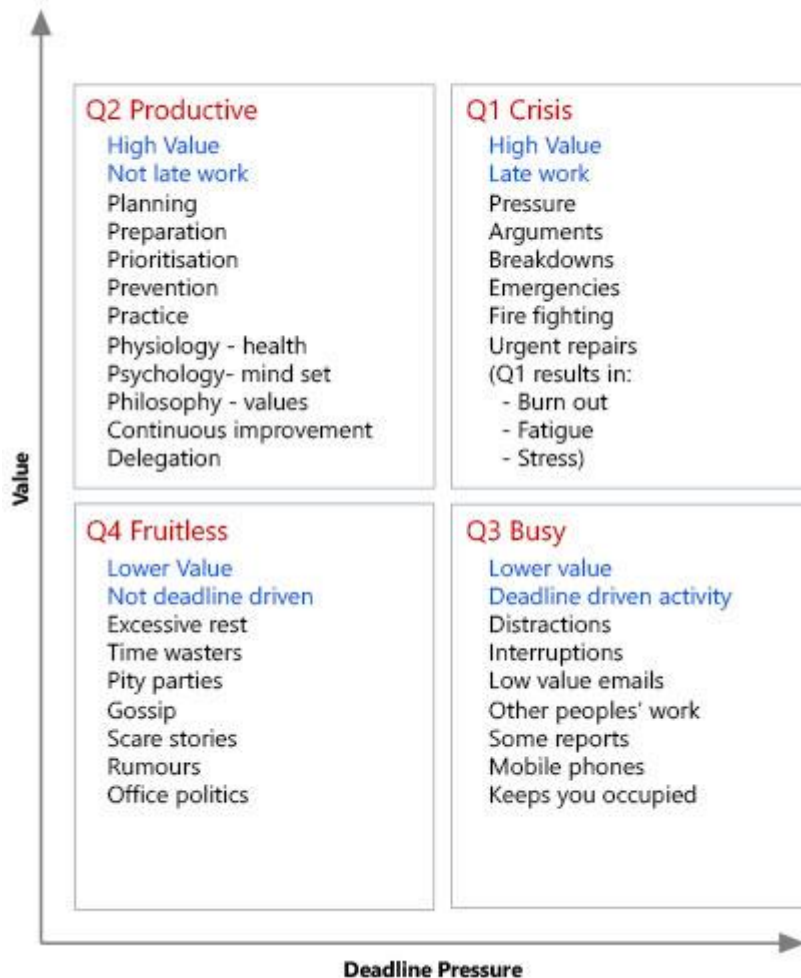 Q2 Productive
High Value
Not late work
Planning
Preparation
Prioritisation
Prevention
Practice
Physiology - health
Psychology- mind set
Philosophy - values
Continuous improvement
Delegation
Q1 Crisis
High Value
Late work
Pressure
Arguments
Breakdowns
Emergencies
Fire fighting
Urgent repairs
(Q1 results in:
- Burn out
- Fatigue
- Stress)
Value
Q4 Fruitless
Lower Value
Not deadline driven
Excessive rest
Time wasters
Pity parties
Gossip
Scare stories
Rumours
Office politics
Q3 Busy
Lower value
Deadline driven activity
Distractions
Interruptions
Low value emails
Other peoples' work
Some reports
Mobile phones
Keeps you occupied
Deadline Pressure